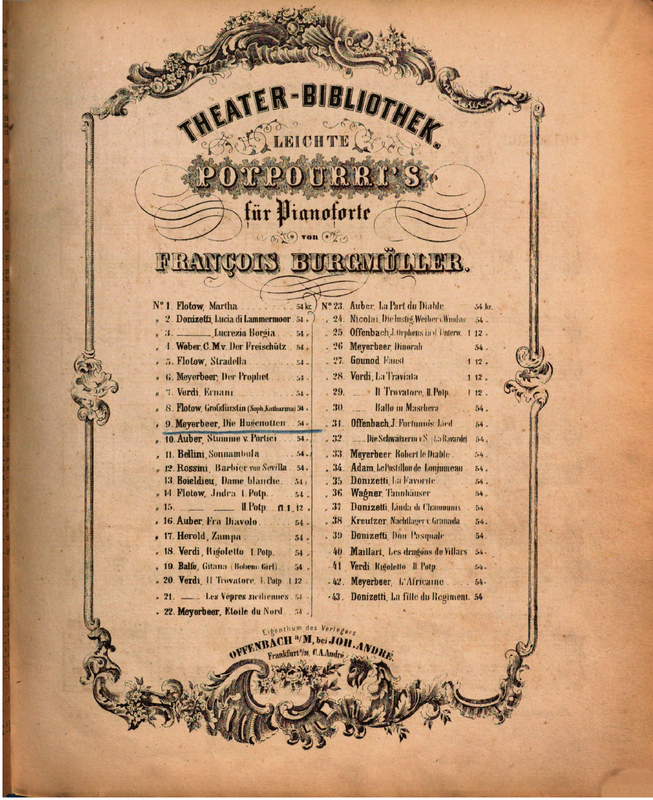 THEATER-BIBLIOTHEK.
LEICHTE
POTPOURRI'S
für Pianoforte
von
FRANÇOIS BURGMÜLLER.
No 1. Flotow, Martha 54 kr.
„ 2 Donizetti, Lucia di Lammermoor 54 „
„ 3. ——— Lucrezia Borgia 54 „
„ 4 Weber, C.M.v. Der Freischütz 54 „
„ 5. Flotow, Stradella 54 „
„ 6. Meyerbeer, Der Prophet 54 „
„ 7 Verdi Ernani 54 „
„ 8. Flotow, Großfürstin (Soph. Katharina) 54 „
„ 9. Meyerbeer, Die Hugenotten 54 „
„ 10. Auber, Stumme v. Portici 54 „
„ 11. Bellini, Sonnambula 54 „
„ 12. Rossini, Barbier von Sevilla 54 „
13. Boieldieu, Dame blanche 54 „
„ 14 Flotow, Indra I. Potp. 54 „
„ 15. —— —— II Potp fl. 1. 12 „
„ 16 Auber, Fra Diavolo 54 „
„ 17. Herold, Zampa 54 „
„ 18. Verdi, Rigoletto I. Potp. 54 „
„ 19. Balfe, Gitana (Bohem: Girl) 54 „
„ 20. Verdi, Il Trovatore, I. Potp 1 12 „
„ 21. —— Les Vêpres siciliennes 54 „
„ 22. Meyerbeer, Etoile du Nord 54 „
No 23. Auber, La Part du Diable 54 kr.
„ 24. Nicolai, Die lustig. Weiber v. Windsor 54 „
„ 25. Offenbach, J. Orpheus in d. Unterw. 1 12 „
„ 26 Meyerbeer, Dinorah 54 „
„ 27. Gounod Faust 1 12 „
„ 28. Verdi, La Traviata 1 12 „
„ 29. —— Il Trovatore, II. Potp. 1 12 „
„ 30 —— Ballo in Maschera 54 „
„ 31. Offenbach, J. Fortunio's Lied 54 „
„ 32 —— Die Schwätzerin v. S. (La Bavarde) 54 „
„ 33 Meyerbeer Robert le Diable 54 „
„ 34. Adam, Le Postillon de Lonjumeau 54 „
„ 35 Donizetti, La Favorite 54 „
„ 36 Wagner, Tannhäuser 54 „
„ 37 Donizetti, Linda di Chamounix 54 „
„ 38 Kreutzer Nachtlager v. Granada 54 „
„ 39 Donizetti, Don Pasquale 54 „
40 Maillart, Les dragons de Villars 54 „
„ 41 Verdi Rigoletto II. Potp. 54 „
„ 42. Meyerbeer, L'Africaine 54 „
„ 43. Donizetti, La fille du Regiment. 54 „
Eigenthum des Verlegers
OFFENBACH a/M, bei JOH. ANDRÉ.
Frankfurt a/M, C.A. André.